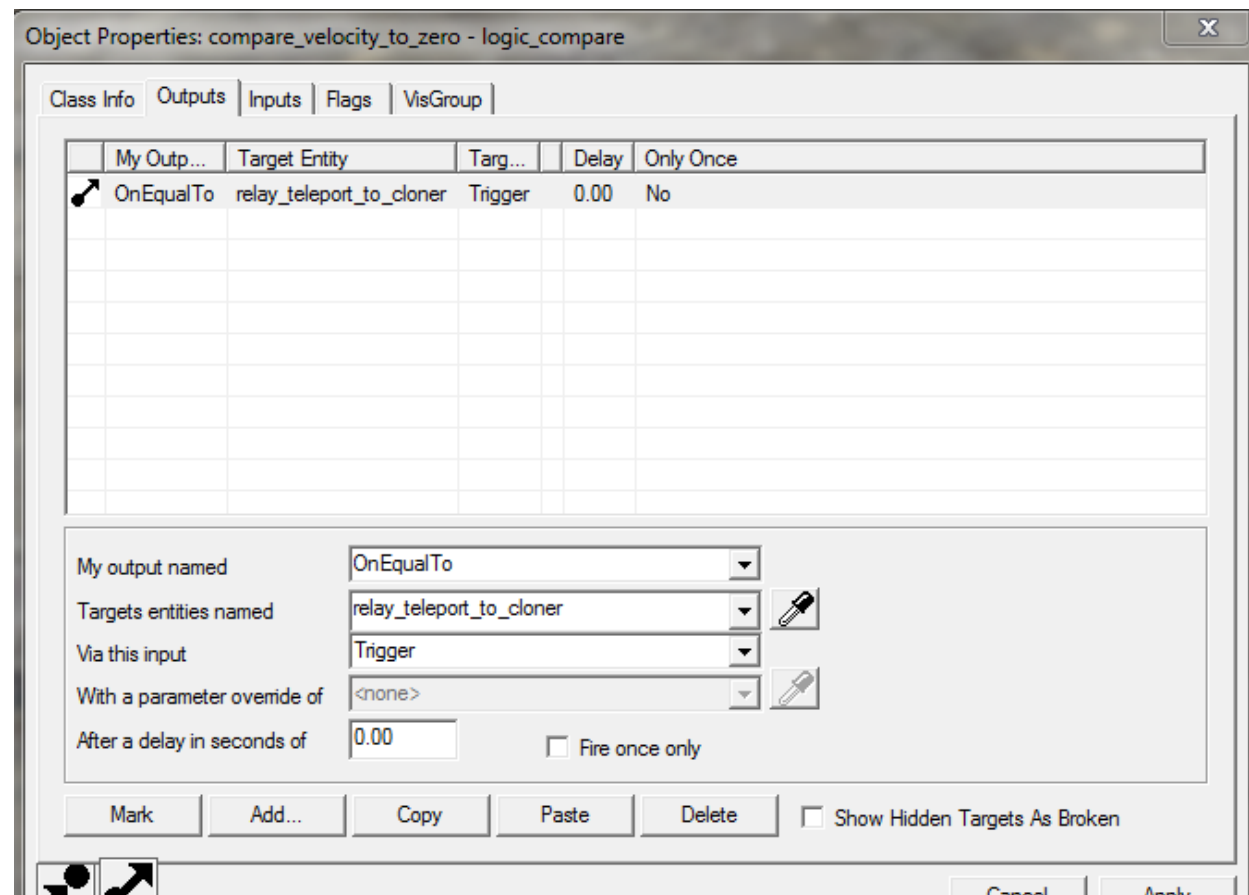 Object Properties: compare_velocity_to_zero - logic_compare
x
Class Info Outputs Inputs Flags VisGroup
My Outp... Target Entity Targ... Delay Only Once
OnEqualTo relay_teleport_to_cloner Trigger 0.00 No
My output named OnEqualTo
Targets entities named relay_teleport_to_cloner
Via this input Trigger
With a parameter override of <none>
After a delay in seconds of 0.00 Fire once only
Mark Add... Copy Paste Delete Show Hidden Targets As Broken
Cancel Apply